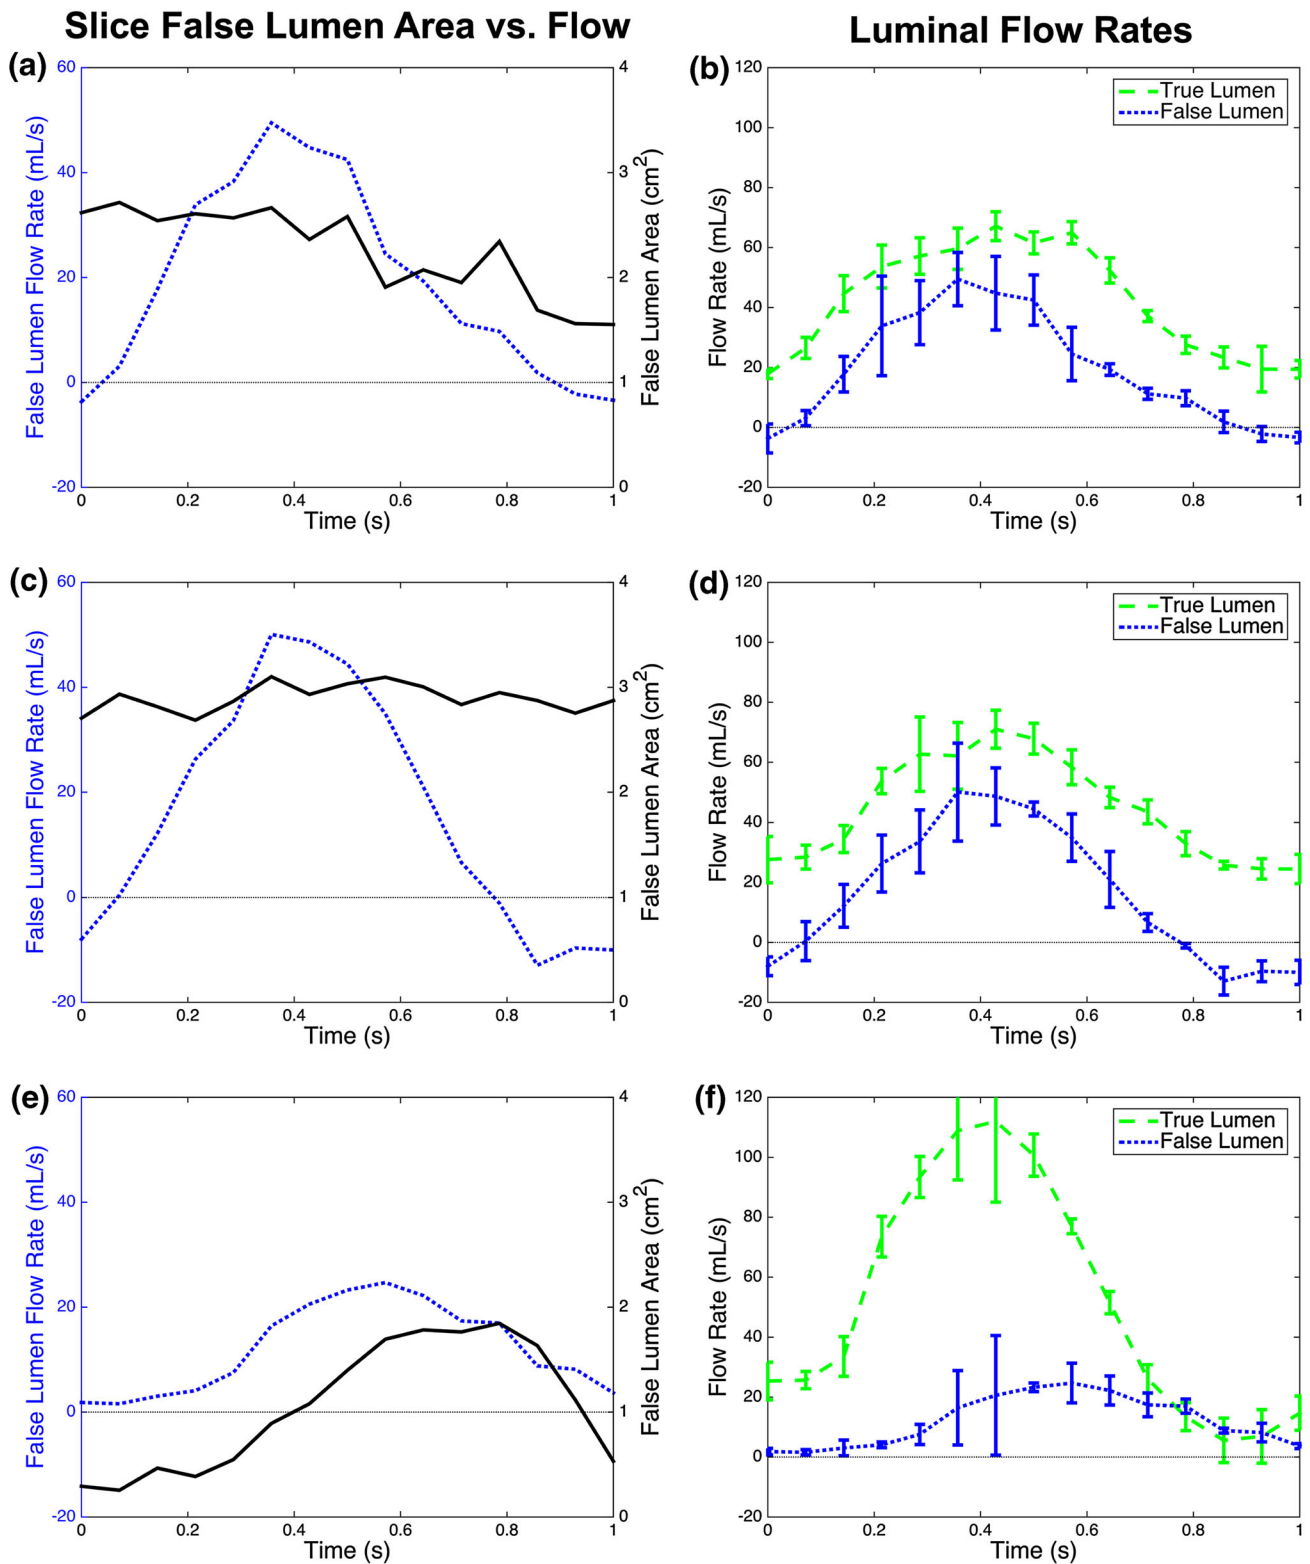 Slice False Lumen Area vs. Flow
Luminal Flow Rates
(a)
60
40
20
0
-20
4
3
2
1
0
0 0.2 0.4 0.6 0.8 1
Time (s)
False Lumen Flow Rate (mL/s)
False Lumen Area (cm2)
(b)
120
100
80
60
40
20
0
-20
0 0.2 0.4 0.6 0.8 1
Time (s)
Flow Rate (mL/s)
True Lumen
False Lumen
(c)
60
40
20
0
-20
4
3
2
1
0
0 0.2 0.4 0.6 0.8 1
Time (s)
False Lumen Flow Rate (mL/s)
False Lumen Area (cm2)
(d)
120
100
80
60
40
20
0
-20
0 0.2 0.4 0.6 0.8 1
Time (s)
Flow Rate (mL/s)
True Lumen
False Lumen
(e)
60
40
20
0
-20
4
3
2
1
0
0 0.2 0.4 0.6 0.8 1
Time (s)
False Lumen Flow Rate (mL/s)
False Lumen Area (cm2)
(f)
120
100
80
60
40
20
0
-20
0 0.2 0.4 0.6 0.8 1
Time (s)
Flow Rate (mL/s)
True Lumen
False Lumen